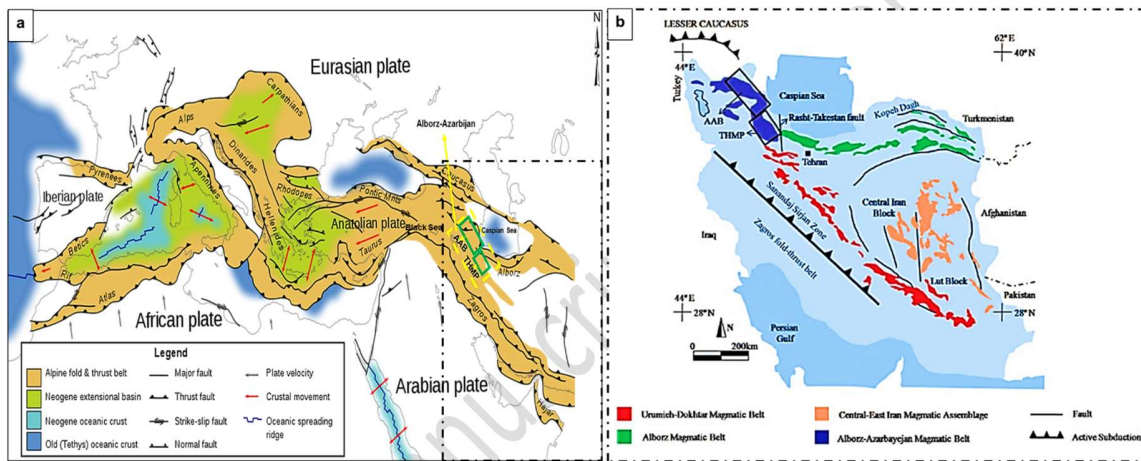 a
N
Eurasian plate
Carpathians
Alps
Alborz-Azarbijan
Dinarides
Pyrenees
Apennines
Caucasus
Iberian plate
Rhodopes
Pontic Mnts
Hellenides
Anatolian plate
Black Sea
Caspian Sea
Betics
Taurus
AAB
THMP
Alborz
Rif
Atlas
Zagros
African plate
Arabian plate
Hejar
Legend
Alpine fold & thrust belt
Major fault
Plate velocity
Neogene extensional basin
Thrust fault
Crustal movement
Neogene oceanic crust
Strike-slip fault
Oceanic spreading
ridge
Old (Tethys) oceanic crust
Normal fault
b
LESSER CAUCASUS
62° E
40° N
44° E
Turkey
Caspian Sea
AAB
Rasht-Takestan fault
Kopeh Dagh
Turkmenistan
THMP
Tehran
Sanandaj Sirjan Zone
Central Iran
Block
Afghanistan
Iraq
Zagros fold-thrust belt
Lut Block
Pakistan
44° E
28° N
28° N
N
Persian
Gulf
0
200km
Urumieh-Dokhtar Magmatic Belt
Central-East Iran Magmatic Assemblage
Fault
Alborz Magmatic Belt
Alborz-Azarbayejan Magmatic Belt
Active Subduction